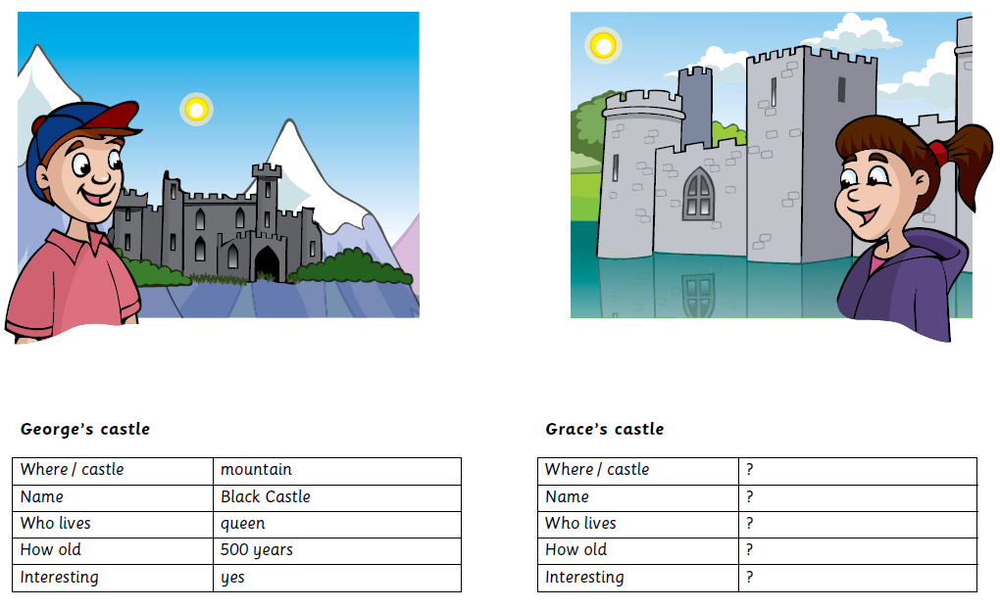 George's castle
Where / castle mountain
Name Black Castle
Who lives queen
How old 500 years
Interesting yes
Grace's castle
Where / castle ?
Name ?
Who lives ?
How old ?
Interesting ?